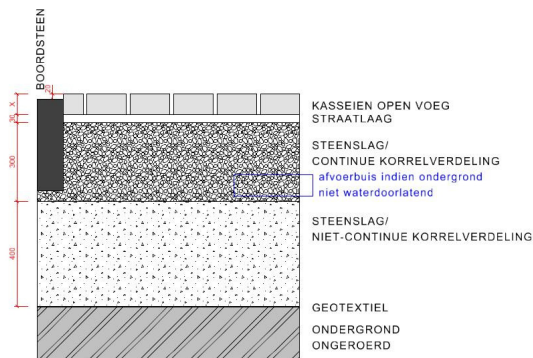 BOORDSTEEN
20
X
30
300
400
KASSEIEN OPEN VOEG
STRAATLAAG
STEENSLAG/
CONTINUE KORRELVERDELING
afvoerbuis indien ondergrond
niet waterdoorlatend
STEENSLAG/
NIET-CONTINUE KORRELVERDELING
GEOTEXTIEL
ONDERGROND
ONGEROERD